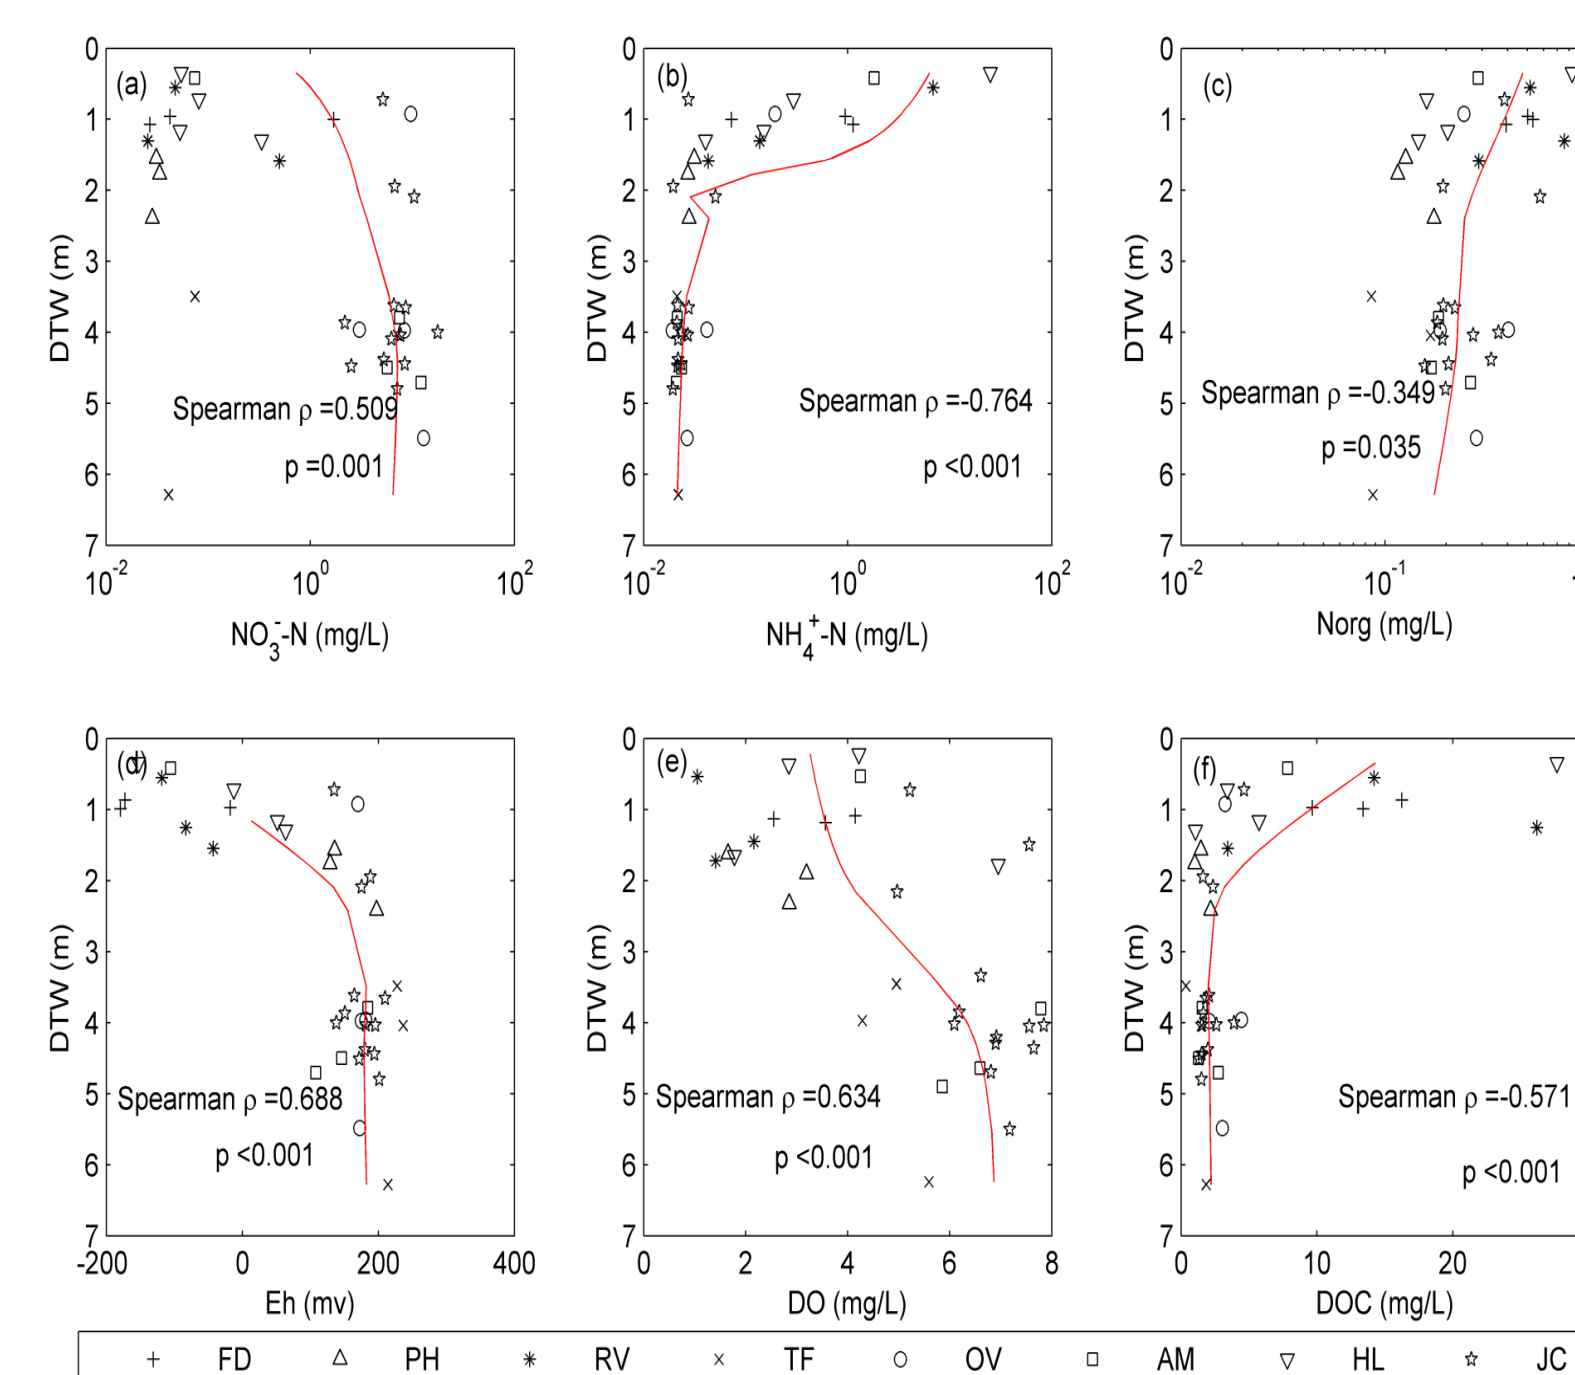 (a)
0
1
2
3
4
5
6
7
DTW (m)
Spearman ρ =0.509
p =0.001
10-2 100 102
NO3--N (mg/L)
(b)
0
1
2
3
4
5
6
7
DTW (m)
Spearman ρ =-0.764
p <0.001
10-2 100 102
NH4+-N (mg/L)
(c)
0
1
2
3
4
5
6
7
DTW (m)
Spearman ρ =-0.349
p =0.035
10-2 10-1 1
Norg (mg/L)
(d)
0
1
2
3
4
5
6
7
DTW (m)
Spearman ρ =0.688
p <0.001
-200 0 200 400
Eh (mv)
(e)
0
1
2
3
4
5
6
7
DTW (m)
Spearman ρ =0.634
p <0.001
0 2 4 6 8
DO (mg/L)
(f)
0
1
2
3
4
5
6
7
DTW (m)
Spearman ρ =-0.571
p <0.001
0 10 20
DOC (mg/L)
FD PH RV TF OV AM HL JC